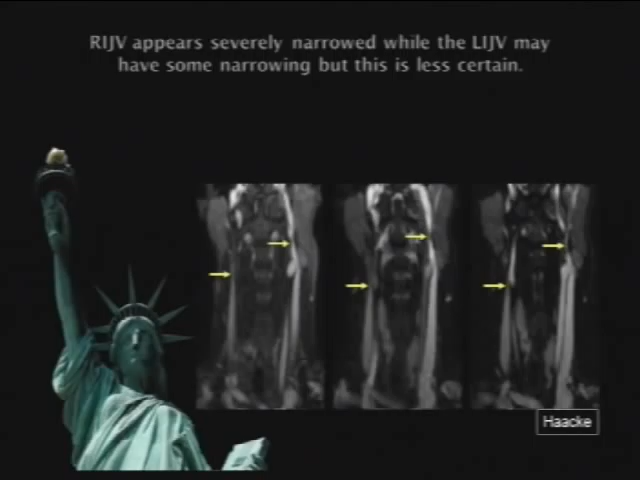 RIJV appears severely narrowed while the LIJV may
have some narrowing but this is less certain.
Haacke